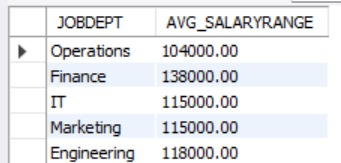 JOBDEPT AVG_SALARYRANGE
Operations 104000.00
Finance 138000.00
IT 115000.00
Marketing 115000.00
Engineering 118000.00